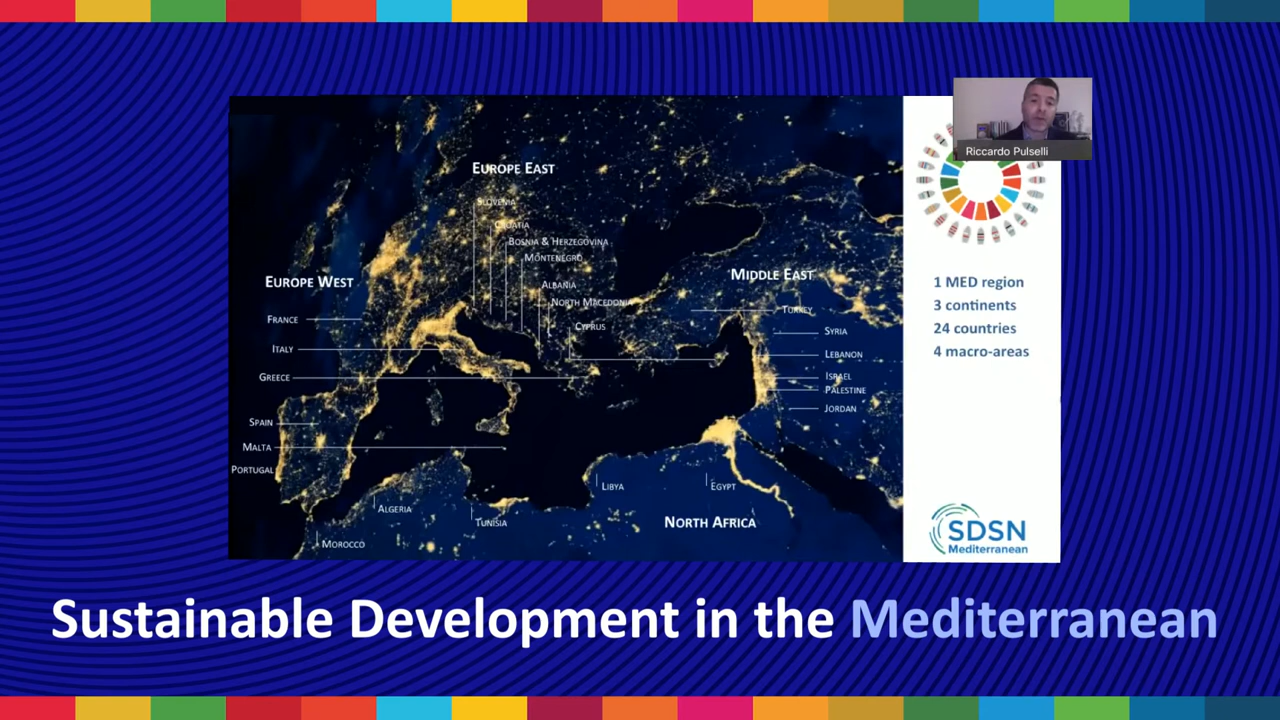 Riccardo Pulselli
EUROPE EAST
SLOVENIA
CROATIA
BOSNIA & HERZEGOVINA
MONTENEGRO
ALBANIA
NORTH MACEDONIA
CYPRUS
EUROPE WEST
FRANCE
ITALY
GREECE
SPAIN
MALTA
PORTUGAL
MIDDLE EAST
TURKEY
SYRIA
LEBANON
ISRAEL
PALESTINE
JORDAN
LIBYA
EGYPT
ALGERIA
TUNISIA
MOROCCO
NORTH AFRICA
1 MED region
3 continents
24 countries
4 macro-areas
SDSN
Mediterranean
Sustainable Development in the Mediterranean